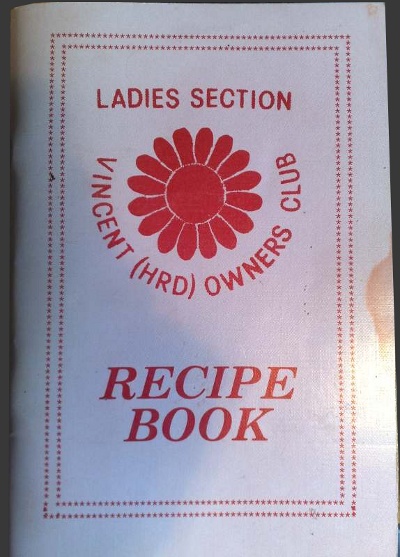 LADIES SECTION
VINCENT (HRD) OWNERS CLUB
RECIPE
BOOK